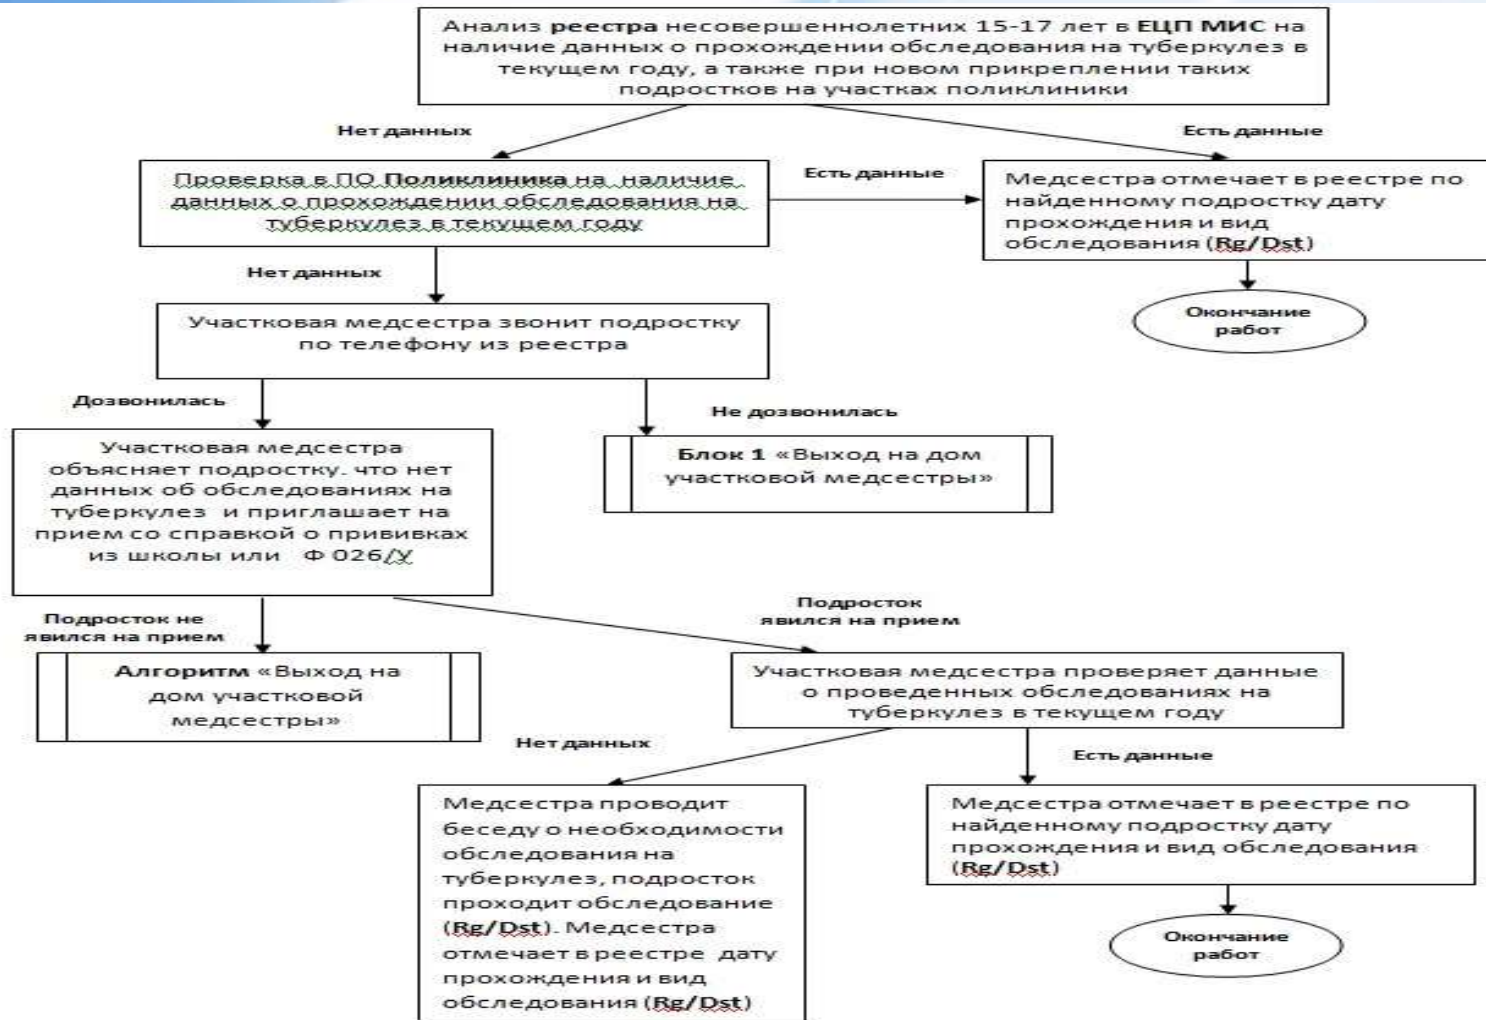 Анализ реестра несовершеннолетних 15-17 лет в ЕЦП МИС на
наличие данных о прохождении обследования на туберкулез в
текущем году, а также при новом прикреплении таких
подростков на участках поликлиники
Нет данных
Есть данные
Проверка в ПО Поликлиника на наличие
данных о прохождении обследования на
туберкулез в текущем году
Есть данные
Медсестра отмечает в реестре по
найденному подростку дату
прохождения и вид
обследования (Rg/Dst)
Нет данных
Окончание
работ
Участковая медсестра звонит подростку
по телефону из реестра
Дозвонилась
Не дозвонилась
Участковая медсестра
объясняет подростку. что нет
данных об обследованиях на
туберкулез и приглашает на
прием со справкой о прививках
из школы или Ф 026/У
Блок 1 «Выход на дом
участковой медсестры»
Подросток не
явился на прием
Подросток
явился на прием
Алгоритм «Выход на
дом участковой
медсестры»
Участковая медсестра проверяет данные
о проведенных обследованиях на
туберкулез в текущем году
Нет данных
Есть данные
Медсестра проводит
беседу о необходимости
обследования на
туберкулез, подросток
проходит обследование
(Rg/Dst). Медсестра
отмечает в реестре дату
прохождения и вид
обследования (Rg/Dst)
Медсестра отмечает в реестре по
найденному подростку дату
прохождения и вид обследования
(Rg/Dst)
Окончание
работ